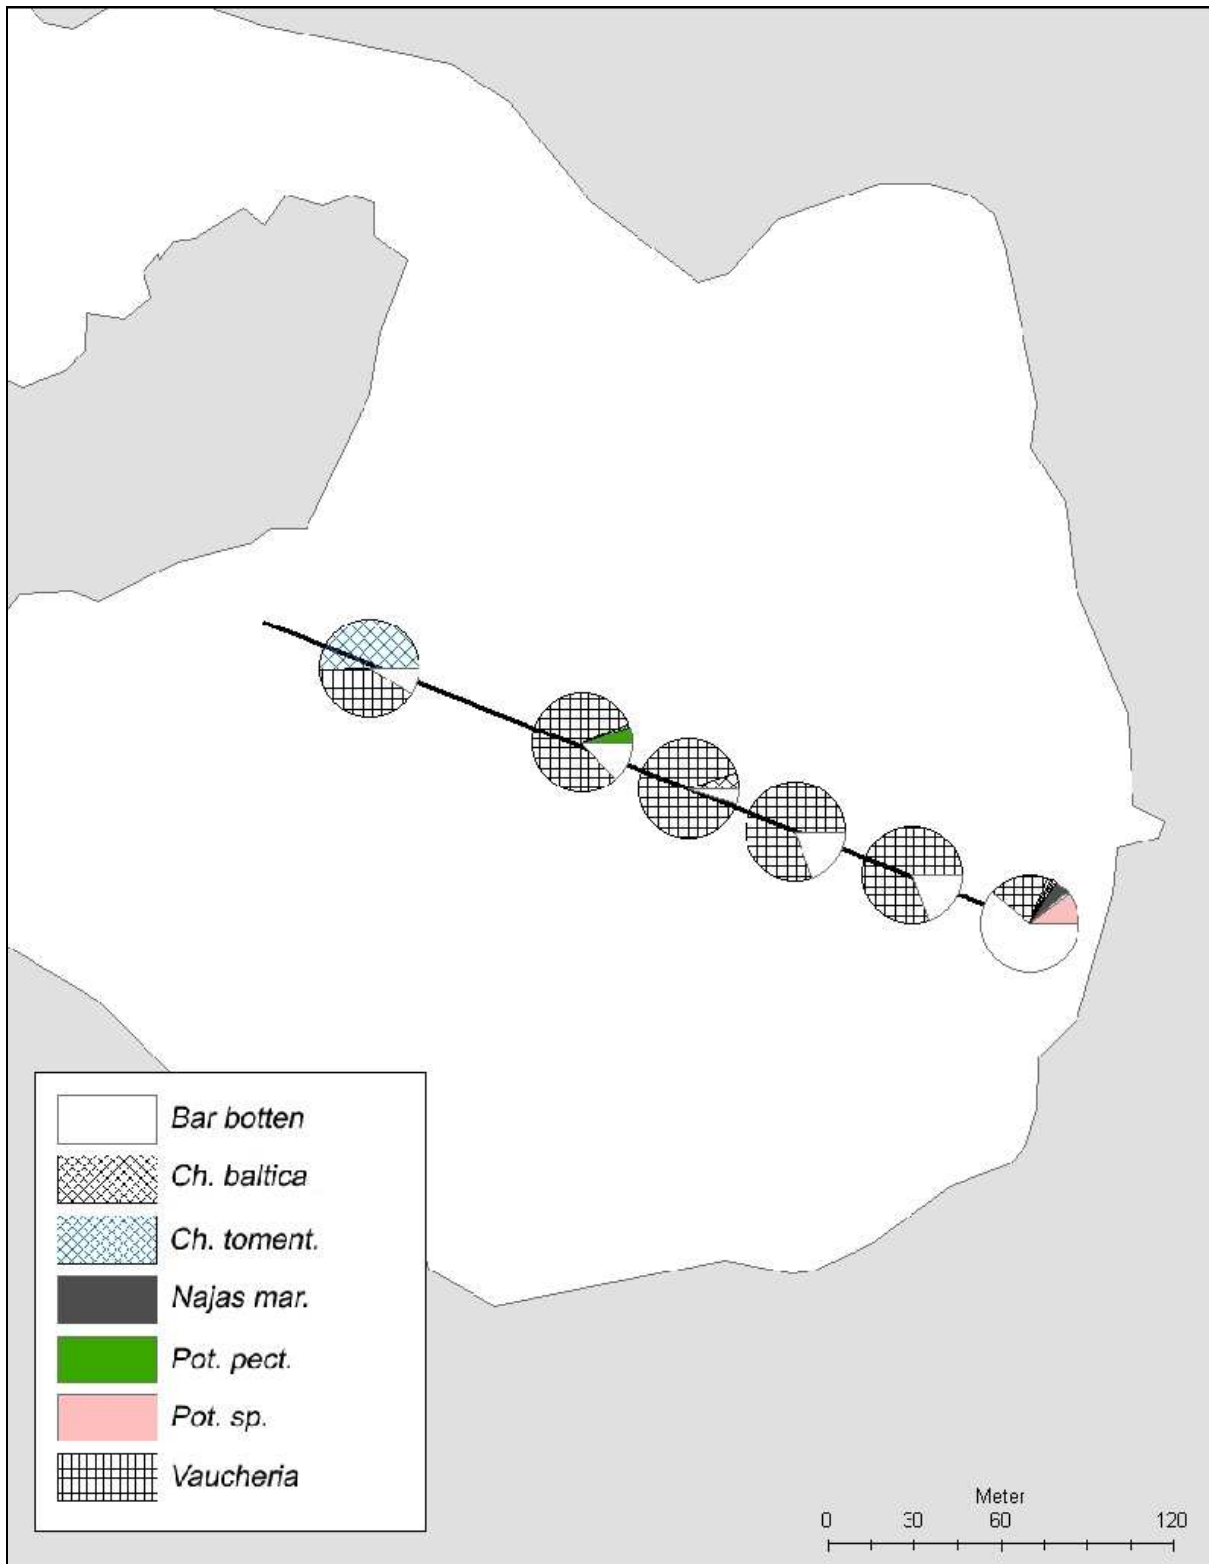 Bar botten
Ch. baltica
Ch. toment.
Najas mar.
Pot. pect.
Pot. sp.
Vaucheria
Meter
0 30 60 120